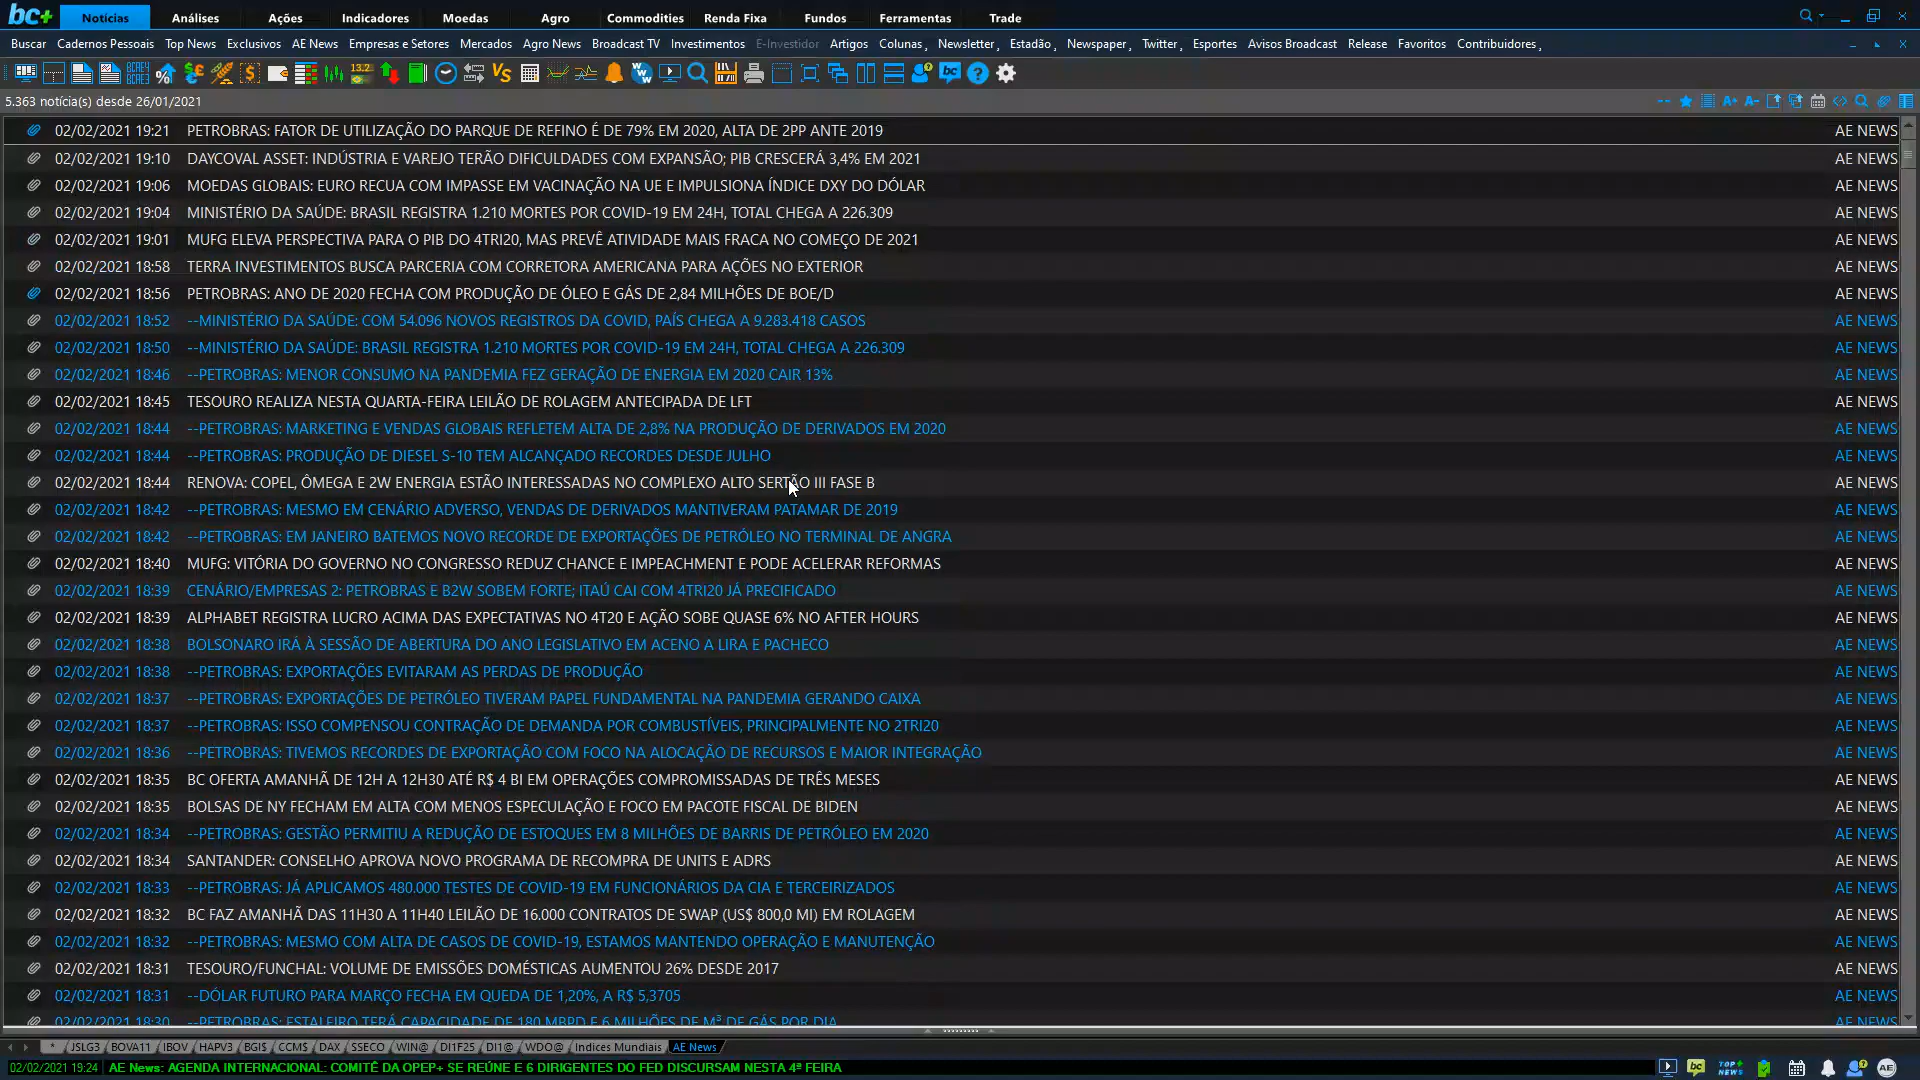 bc+ Notícias Análises Ações Indicadores Moedas Agro Commodities Renda Fixa Fundos Ferramentas Trade
Buscar Cadernos Pessoais Top News Exclusivos AE News Empresas e Setores Mercados Agro News Broadcast TV Investimentos E-Investidor Artigos Colunas Newsletter Estadão Newspaper Twitter Esportes Avisos Broadcast Release Favoritos Contribuidores
5.363 notícia(s) desde 26/01/2021
02/02/2021 19:21 PETROBRAS: FATOR DE UTILIZAÇÃO DO PARQUE DE REFINO É DE 79% EM 2020, ALTA DE 2PP ANTE 2019 AE NEWS
02/02/2021 19:10 DAYCOVAL ASSET: INDÚSTRIA E VAREJO TERÃO DIFICULDADES COM EXPANSÃO; PIB CRESCERÁ 3,4% EM 2021 AE NEWS
02/02/2021 19:06 MOEDAS GLOBAIS: EURO RECUA COM IMPASSE EM VACINAÇÃO NA UE E IMPULSIONA ÍNDICE DXY DO DÓLAR AE NEWS
02/02/2021 19:04 MINISTÉRIO DA SAÚDE: BRASIL REGISTRA 1.210 MORTES POR COVID-19 EM 24H, TOTAL CHEGA A 226.309 AE NEWS
02/02/2021 19:01 MUFG ELEVA PERSPECTIVA PARA O PIB DO 4TRI20, MAS PREVÊ ATIVIDADE MAIS FRACA NO COMEÇO DE 2021 AE NEWS
02/02/2021 18:58 TERRA INVESTIMENTOS BUSCA PARCERIA COM CORRETORA AMERICANA PARA AÇÕES NO EXTERIOR AE NEWS
02/02/2021 18:56 PETROBRAS: ANO DE 2020 FECHA COM PRODUÇÃO DE ÓLEO E GÁS DE 2,84 MILHÕES DE BOE/D AE NEWS
02/02/2021 18:52 --MINISTÉRIO DA SAÚDE: COM 54.096 NOVOS REGISTROS DA COVID, PAÍS CHEGA A 9.283.418 CASOS AE NEWS
02/02/2021 18:50 --MINISTÉRIO DA SAÚDE: BRASIL REGISTRA 1.210 MORTES POR COVID-19 EM 24H, TOTAL CHEGA A 226.309 AE NEWS
02/02/2021 18:46 --PETROBRAS: MENOR CONSUMO NA PANDEMIA FEZ GERAÇÃO DE ENERGIA EM 2020 CAIR 13% AE NEWS
02/02/2021 18:45 TESOURO REALIZA NESTA QUARTA-FEIRA LEILÃO DE ROLAGEM ANTECIPADA DE LFT AE NEWS
02/02/2021 18:44 --PETROBRAS: MARKETING E VENDAS GLOBAIS REFLETEM ALTA DE 2,8% NA PRODUÇÃO DE DERIVADOS EM 2020 AE NEWS
02/02/2021 18:44 --PETROBRAS: PRODUÇÃO DE DIESEL S-10 TEM ALCANÇADO RECORDES DESDE JULHO AE NEWS
02/02/2021 18:44 RENOVA: COPEL, ÔMEGA E 2W ENERGIA ESTÃO INTERESSADAS NO COMPLEXO ALTO SERTÃO III FASE B AE NEWS
02/02/2021 18:42 --PETROBRAS: MESMO EM CENÁRIO ADVERSO, VENDAS DE DERIVADOS MANTIVERAM PATAMAR DE 2019 AE NEWS
02/02/2021 18:42 --PETROBRAS: EM JANEIRO BATEMOS NOVO RECORDE DE EXPORTAÇÕES DE PETRÓLEO NO TERMINAL DE ANGRA AE NEWS
02/02/2021 18:40 MUFG: VITÓRIA DO GOVERNO NO CONGRESSO REDUZ CHANCE E IMPEACHMENT E PODE ACELERAR REFORMAS AE NEWS
02/02/2021 18:39 CENÁRIO/EMPRESAS 2: PETROBRAS E B2W SOBEM FORTE; ITAÚ CAI COM 4TRI20 JÁ PRECIFICADO AE NEWS
02/02/2021 18:39 ALPHABET REGISTRA LUCRO ACIMA DAS EXPECTATIVAS NO 4T20 E AÇÃO SOBE QUASE 6% NO AFTER HOURS AE NEWS
02/02/2021 18:38 BOLSONARO IRÁ À SESSÃO DE ABERTURA DO ANO LEGISLATIVO EM ACENO A LIRA E PACHECO AE NEWS
02/02/2021 18:38 --PETROBRAS: EXPORTAÇÕES EVITARAM AS PERDAS DE PRODUÇÃO AE NEWS
02/02/2021 18:37 --PETROBRAS: EXPORTAÇÕES DE PETRÓLEO TIVERAM PAPEL FUNDAMENTAL NA PANDEMIA GERANDO CAIXA AE NEWS
02/02/2021 18:37 --PETROBRAS: ISSO COMPENSOU CONTRAÇÃO DE DEMANDA POR COMBUSTÍVEIS, PRINCIPALMENTE NO 2TRI20 AE NEWS
02/02/2021 18:36 --PETROBRAS: TIVEMOS RECORDES DE EXPORTAÇÃO COM FOCO NA ALOCAÇÃO DE RECURSOS E MAIOR INTEGRAÇÃO AE NEWS
02/02/2021 18:35 BC OFERTA AMANHÃ DE 12H A 12H30 ATÉ R$ 4 BI EM OPERAÇÕES COMPROMISSADAS DE TRÊS MESES AE NEWS
02/02/2021 18:35 BOLSAS DE NY FECHAM EM ALTA COM MENOS ESPECULAÇÃO E FOCO EM PACOTE FISCAL DE BIDEN AE NEWS
02/02/2021 18:34 --PETROBRAS: GESTÃO PERMITIU A REDUÇÃO DE ESTOQUES EM 8 MILHÕES DE BARRIS DE PETRÓLEO EM 2020 AE NEWS
02/02/2021 18:34 SANTANDER: CONSELHO APROVA NOVO PROGRAMA DE RECOMPRA DE UNITS E ADRS AE NEWS
02/02/2021 18:33 --PETROBRAS: JÁ APLICAMOS 480.000 TESTES DE COVID-19 EM FUNCIONÁRIOS DA CIA E TERCEIRIZADOS AE NEWS
02/02/2021 18:32 BC FAZ AMANHÃ DAS 11H30 A 11H40 LEILÃO DE 16.000 CONTRATOS DE SWAP (US$ 800,0 MI) EM ROLAGEM AE NEWS
02/02/2021 18:32 --PETROBRAS: MESMO COM ALTA DE CASOS DE COVID-19, ESTAMOS MANTENDO OPERAÇÃO E MANUTENÇÃO AE NEWS
02/02/2021 18:31 TESOURO/FUNCHAL: VOLUME DE EMISSÕES DOMÉSTICAS AUMENTOU 26% DESDE 2017 AE NEWS
02/02/2021 18:31 --DÓLAR FUTURO PARA MARÇO FECHA EM QUEDA DE 1,20%, A R$ 5,3705 AE NEWS
02/02/2021 18:30 --PETROBRAS: ESTALEIRO TERÁ CAPACIDADE DE 180 MBPD E 6 MILHÕES DE M³ DE GÁS POR DIA AE NEWS
* JSLG3 BOVA11 IBOV HAPV3 BGI$ CCM$ DAX SSECO WIN@ DI1F25 DI1@ WDO@ Indices Mundiais AE News
02/02/2021 19:24 AE News: AGENDA INTERNACIONAL: COMITÊ DA OPEP+ SE REÚNE E 6 DIRIGENTES DO FED DISCURSAM NESTA 4ª FEIRA